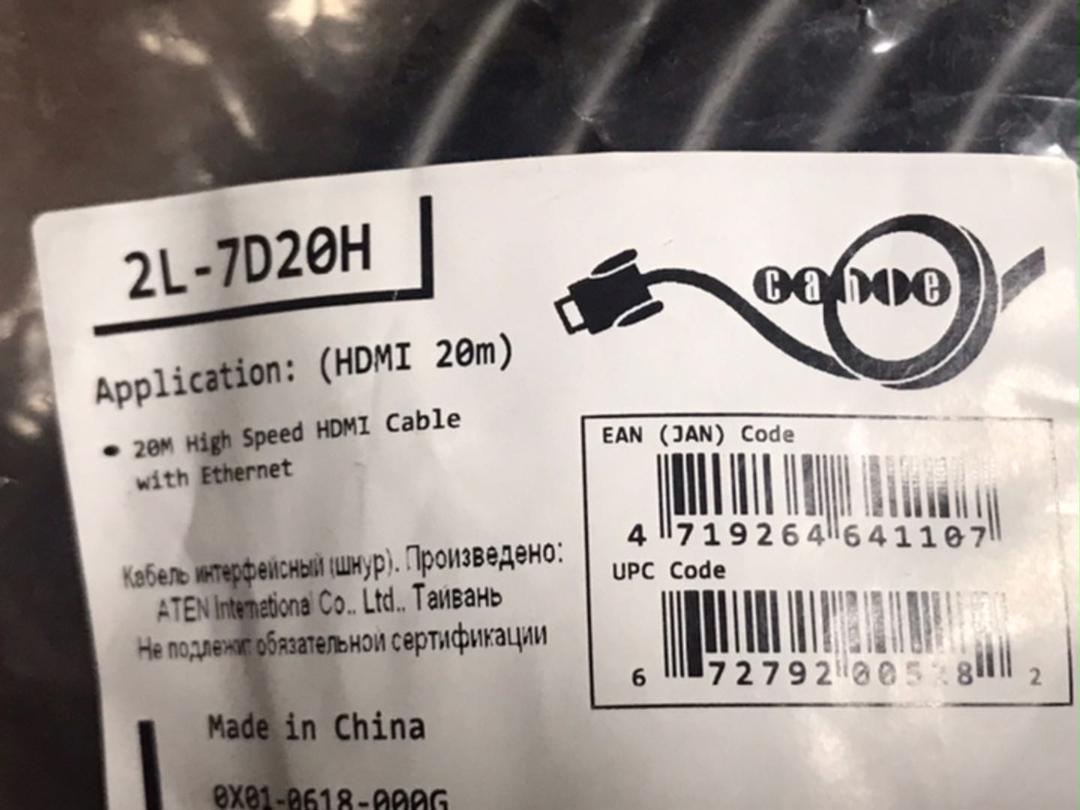 2L-7D20H
Application: (HDMI 20m)
• 20M High Speed HDMI Cable
with Ethernet
cable
EAN (JAN) Code
4 719264 641107
UPC Code
6 72792 2
Кабель интерфейсный (шнур). Произведено:
ATEN International Co., Ltd., Тайвань
Не подлежит обязательной сертификации
Made in China
0X01-0618-000G